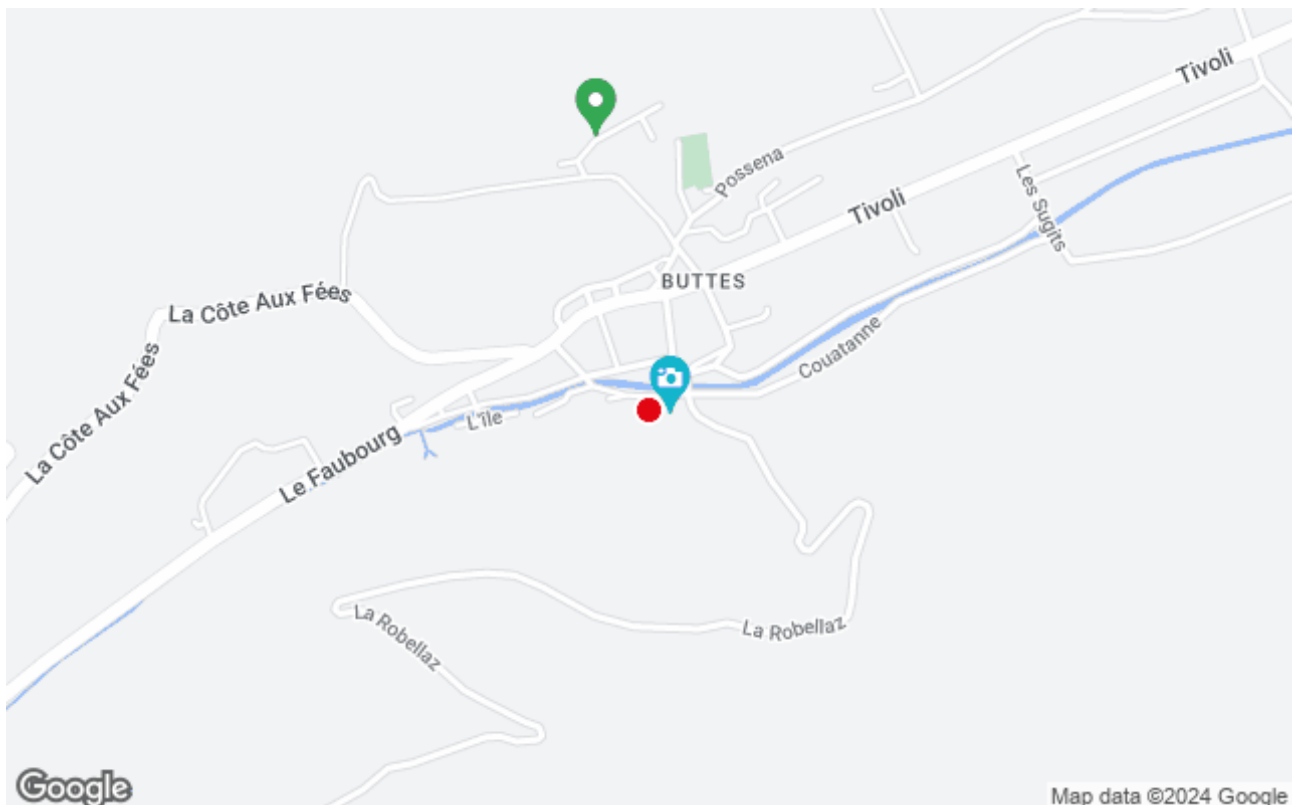 Tivoli
Possena
Tivoli
Les Sugits
BUTTES
La Côte Aux Fées
Couatanne
La Côte Aux Fées
L'île
Le Faubourg
La Robellaz
La Robellaz
Google
Map data ©2024 Google